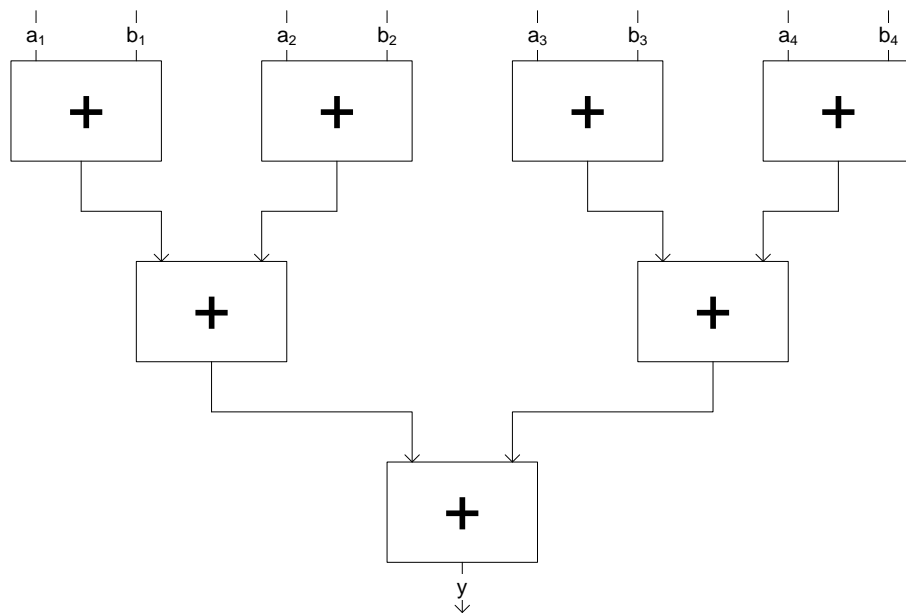 a₁ b₁ a₂ b₂ a₃ b₃ a₄ b₄
+ + + +
+ +
+
y